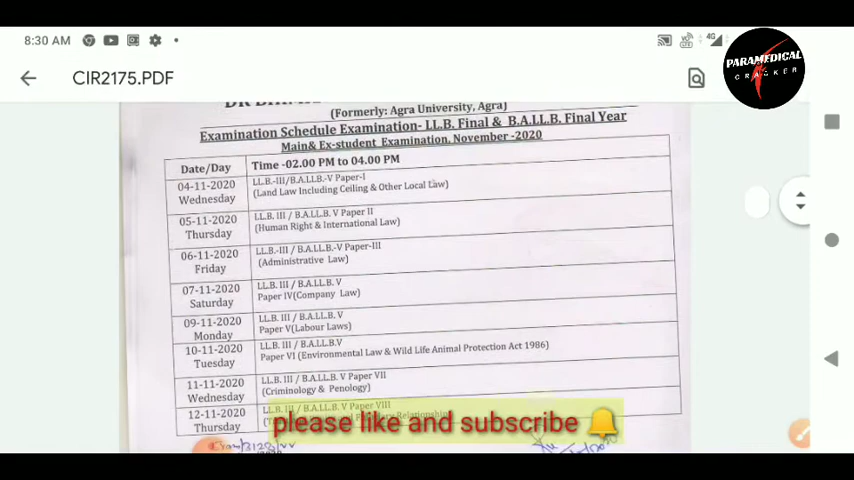 8:30 AM
4G
PARAMEDICAL
CRACKER
CIR2175.PDF
(Formerly: Agra University, Agra)
Examination Schedule Examination- LL.B. Final & B.A.LL.B. Final Year
Main& Ex-student Examination, November -2020
Date/Day Time -02.00 PM to 04.00 PM
04-11-2020 LL.B.-III/B.A.LL.B.-V Paper-I
Wednesday (Land Law Including Ceiling & Other Local Law)
05-11-2020 LL.B. III / B.A.LL.B. V Paper II
Thursday (Human Right & International Law)
06-11-2020 LL.B.-III / B.A.LL.B.-V Paper-III
Friday (Administrative Law)
07-11-2020 LL.B. III / B.A.LL.B. V
Saturday Paper IV(Company Law)
09-11-2020 LL.B. III / B.A.LL.B. V
Monday Paper V(Labour Laws)
10-11-2020 LL.B. III / B.A.LL.B.V
Tuesday Paper VI (Environmental Law & Wild Life Animal Protection Act 1986)
11-11-2020 LL.B. III / B.A.LL.B. V Paper VII
Wednesday (Criminology & Penology)
12-11-2020 LL.B. III / B.A.LL.B. V Paper VIII
Thursday
please like and subscribe